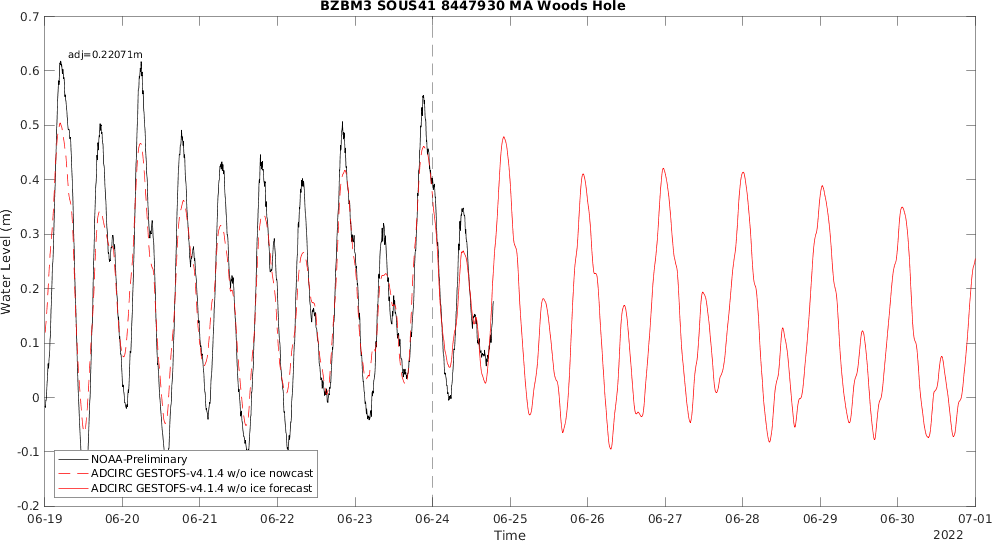 BZBM3 SOUS41 8447930 MA Woods Hole
adj=0.22071m
Water Level (m)
0.7
0.6
0.5
0.4
0.3
0.2
0.1
0
-0.1
-0.2
NOAA-Preliminary
ADCIRC GESTOFS-v4.1.4 w/o ice nowcast
ADCIRC GESTOFS-v4.1.4 w/o ice forecast
06-19 06-20 06-21 06-22 06-23 06-24 06-25 06-26 06-27 06-28 06-29 06-30 07-01
Time
2022